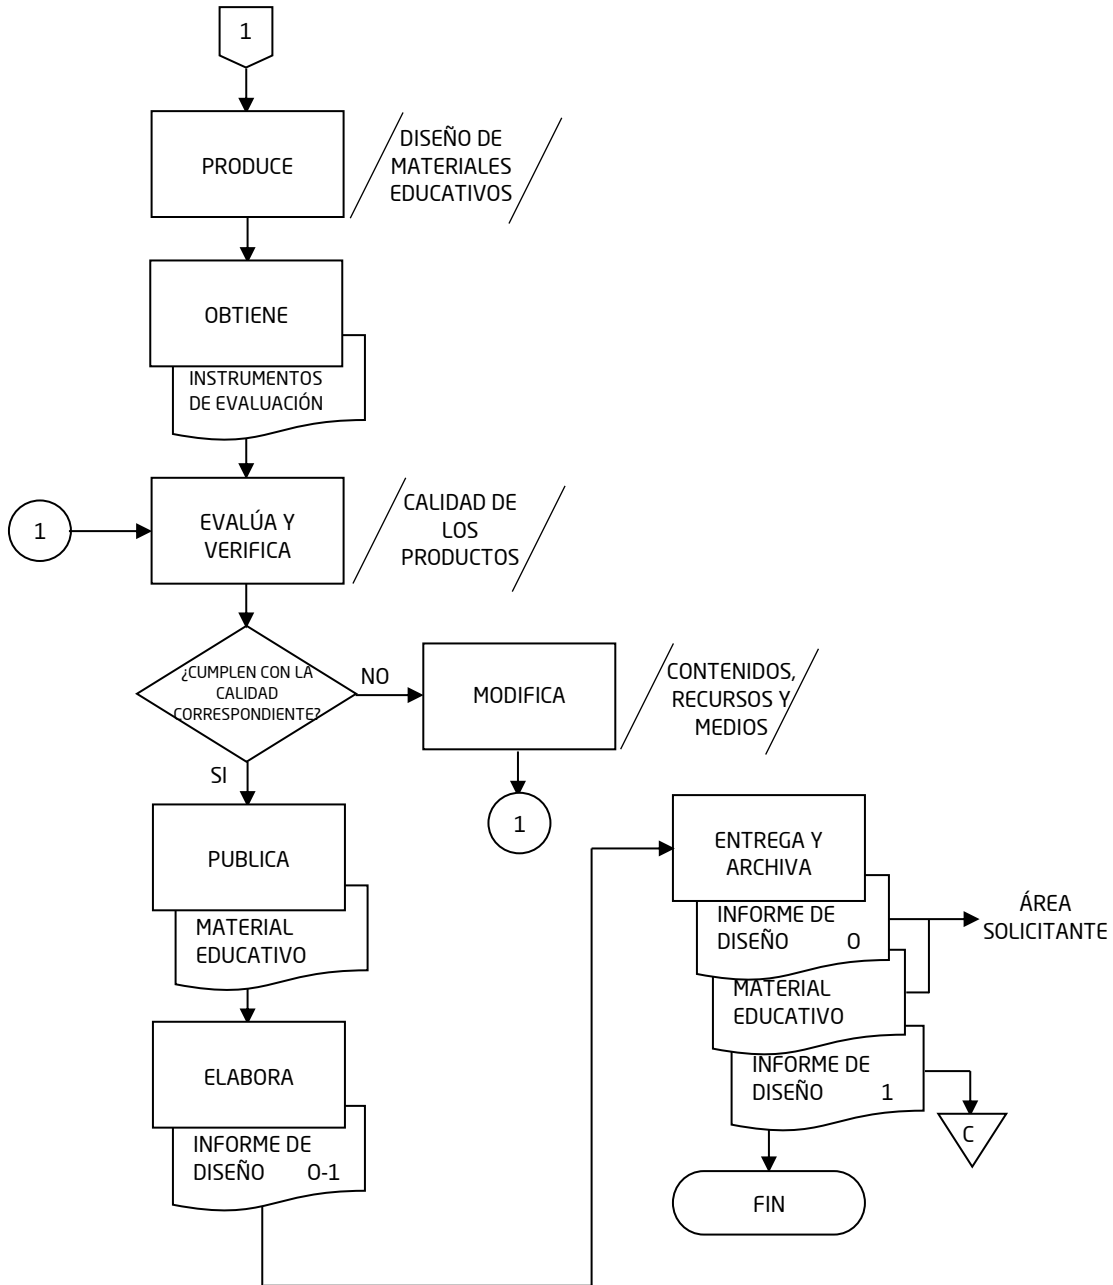 1
PRODUCE
DISEÑO DE
MATERIALES
EDUCATIVOS
OBTIENE
INSTRUMENTOS
DE EVALUACIÓN
1
EVALÚA Y
VERIFICA
CALIDAD DE
LOS
PRODUCTOS
¿CUMPLEN CON LA
CALIDAD
CORRESPONDIENTE?
NO
MODIFICA
CONTENIDOS,
RECURSOS Y
MEDIOS
1
SI
PUBLICA
MATERIAL
EDUCATIVO
ELABORA
INFORME DE
DISEÑO 0-1
ENTREGA Y
ARCHIVA
INFORME DE
DISEÑO 0
ÁREA
SOLICITANTE
MATERIAL
EDUCATIVO
INFORME DE
DISEÑO 1
C
FIN